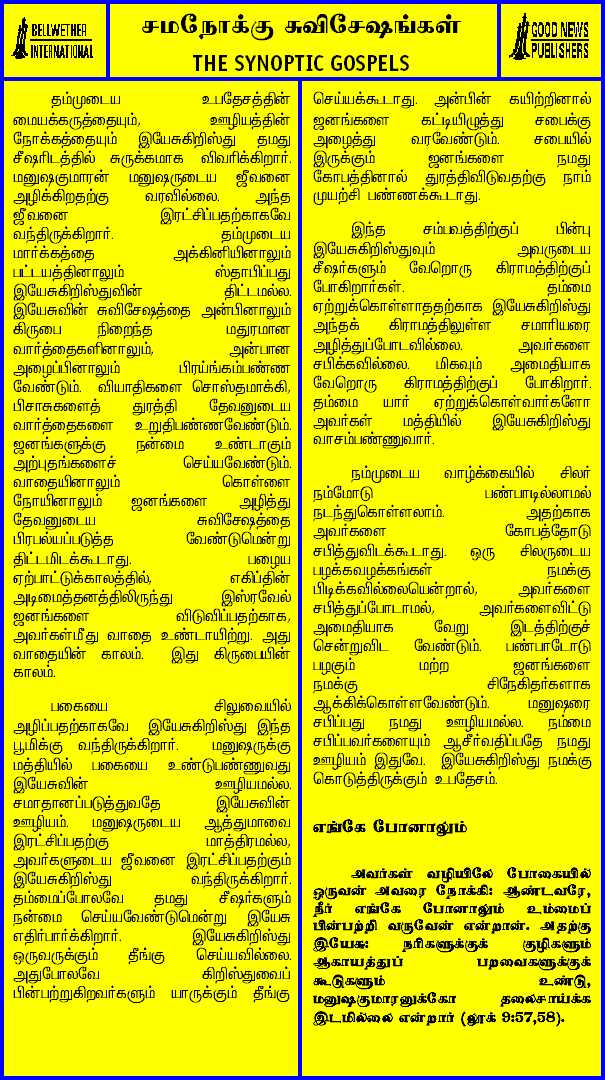 BELLWETHER
INTERNATIONAL
சமநோக்கு சுவிசேஷங்கள்
THE SYNOPTIC GOSPELS
GOOD NEWS
PUBLISHERS
தம்முடைய உபதேசத்தின்
மையக்கருத்தையும், ஊழியத்தின்
நோக்கத்தையும் இயேசுகிறிஸ்து தமது
சீஷரிடத்தில் சுருக்கமாக விவரிக்கிறார்.
மனுஷகுமாரன் மனுஷருடைய ஜீவனை
அழிக்கிறதற்கு வரவில்லை. அந்த
ஜீவனை இரட்சிப்பதற்காகவே
வந்திருக்கிறார். தம்முடைய
மார்க்கத்தை அக்கினியினாலும்
பட்டயத்தினாலும் ஸ்தாபிப்பது
இயேசுகிறிஸ்துவின் திட்டமல்ல.
இயேசுவின் சுவிசேஷத்தை அன்பினாலும்
கிருபை நிறைந்த மதுரமான
வார்த்தைகளினாலும், அன்பான
அழைப்பினாலும் பிரயங்கம்பண்ண
வேண்டும். வியாதிகளை சொஸ்தமாக்கி,
பிசாசுகளைத் துரத்தி தேவனுடைய
வார்த்தைகளை உறுதிபண்ணவேண்டும்.
ஜனங்களுக்கு நன்மை உண்டாகும்
அற்புதங்களைச் செய்யவேண்டும்.
வாதையினாலும் கொள்ளை
நோயினாலும் ஜனங்களை அழித்து
தேவனுடைய சுவிசேஷத்தை
பிரபல்யப்படுத்த வேண்டுமென்று
திட்டமிடக்கூடாது. பழைய
ஏற்பாட்டுக்காலத்தில், எகிப்தின்
அடிமைத்தனத்திலிருந்து இஸ்ரவேல்
ஜனங்களை விடுவிப்பதற்காக,
அவர்கள்மீது வாதை உண்டாயிற்று. அது
வாதையின் காலம். இது கிருபையின்
காலம்.
பகையை சிலுவையில்
அழிப்பதற்காகவே இயேசுகிறிஸ்து இந்த
பூமிக்கு வந்திருக்கிறார். மனுஷருக்கு
மத்தியில் பகையை உண்டுபண்ணுவது
இயேசுவின் ஊழியமல்ல.
சமாதானப்படுத்துவதே இயேசுவின்
ஊழியம். மனுஷருடைய ஆத்துமாவை
இரட்சிப்பதற்கு மாத்திரமல்ல,
அவர்களுடைய ஜீவனை இரட்சிப்பதற்கும்
இயேசுகிறிஸ்து வந்திருக்கிறார்.
தம்மைப்போலவே தமது சீஷர்களும்
நன்மை செய்யவேண்டுமென்று இயேசு
எதிர்பார்க்கிறார். இயேசுகிறிஸ்து
ஒருவருக்கும் தீங்கு செய்யவில்லை.
அதுபோலவே கிறிஸ்துவைப்
பின்பற்றுகிறவர்களும் யாருக்கும் தீங்கு
செய்யக்கூடாது. அன்பின் கயிற்றினால்
ஜனங்களை கட்டியிழுத்து சபைக்கு
அழைத்து வரவேண்டும். சபையில்
இருக்கும் ஜனங்களை நமது
கோபத்தினால் துரத்திவிடுவதற்கு நாம்
முயற்சி பண்ணக்கூடாது.
இந்த சம்பவத்திற்குப் பின்பு
இயேசுகிறிஸ்துவும் அவருடைய
சீஷர்களும் வேறொரு கிராமத்திற்குப்
போகிறார்கள். தம்மை
ஏற்றுக்கொள்ளாததற்காக இயேசுகிறிஸ்து
அந்தக் கிராமத்திலுள்ள சமாரியரை
அழித்துப்போடவில்லை. அவர்களை
சபிக்கவில்லை. மிகவும் அமைதியாக
வேறொரு கிராமத்திற்குப் போகிறார்.
தம்மை யார் ஏற்றுக்கொள்வார்களோ
அவர்கள் மத்தியில் இயேசுகிறிஸ்து
வாசம்பண்ணுவார்.
நம்முடைய வாழ்க்கையில் சிலர்
நம்மோடு பண்பாடில்லாமல்
நடந்துகொள்ளலாம். அதற்காக
அவர்களை கோபத்தோடு
சபித்துவிடக்கூடாது. ஒரு சிலருடைய
பழக்கவழக்கங்கள் நமக்கு
பிடிக்கவில்லையென்றால், அவர்களை
சபித்துப்போடாமல், அவர்களைவிட்டு
அமைதியாக வேறு இடத்திற்குச்
சென்றுவிட வேண்டும். பண்பாடோடு
பழகும் மற்ற ஜனங்களை
நமக்கு சிநேகிதர்களாக
ஆக்கிக்கொள்ளவேண்டும். மனுஷரை
சபிப்பது நமது ஊழியமல்ல. நம்மை
சபிப்பவர்களையும் ஆசீர்வதிப்பதே நமது
ஊழியம் இதுவே. இயேசுகிறிஸ்து நமக்கு
கொடுத்திருக்கும் உபதேசம்.
எங்கே போனாலும்
அவர்கள் வழியிலே போகையில்
ஒருவன் அவரை நோக்கி: ஆண்டவரே,
நீர் எங்கே போனாலும் உம்மைப்
பின்பற்றி வருவேன் என்றான். அதற்கு
இயேசு: நரிகளுக்குக் குழிகளும்
ஆகாயத்துப் பறவைகளுக்குக்
கூடுகளும் உண்டு,
மனுஷகுமாரனுக்கோ தலைசாய்க்க
இடமில்லை என்றார் (லூக் 9:57,58).